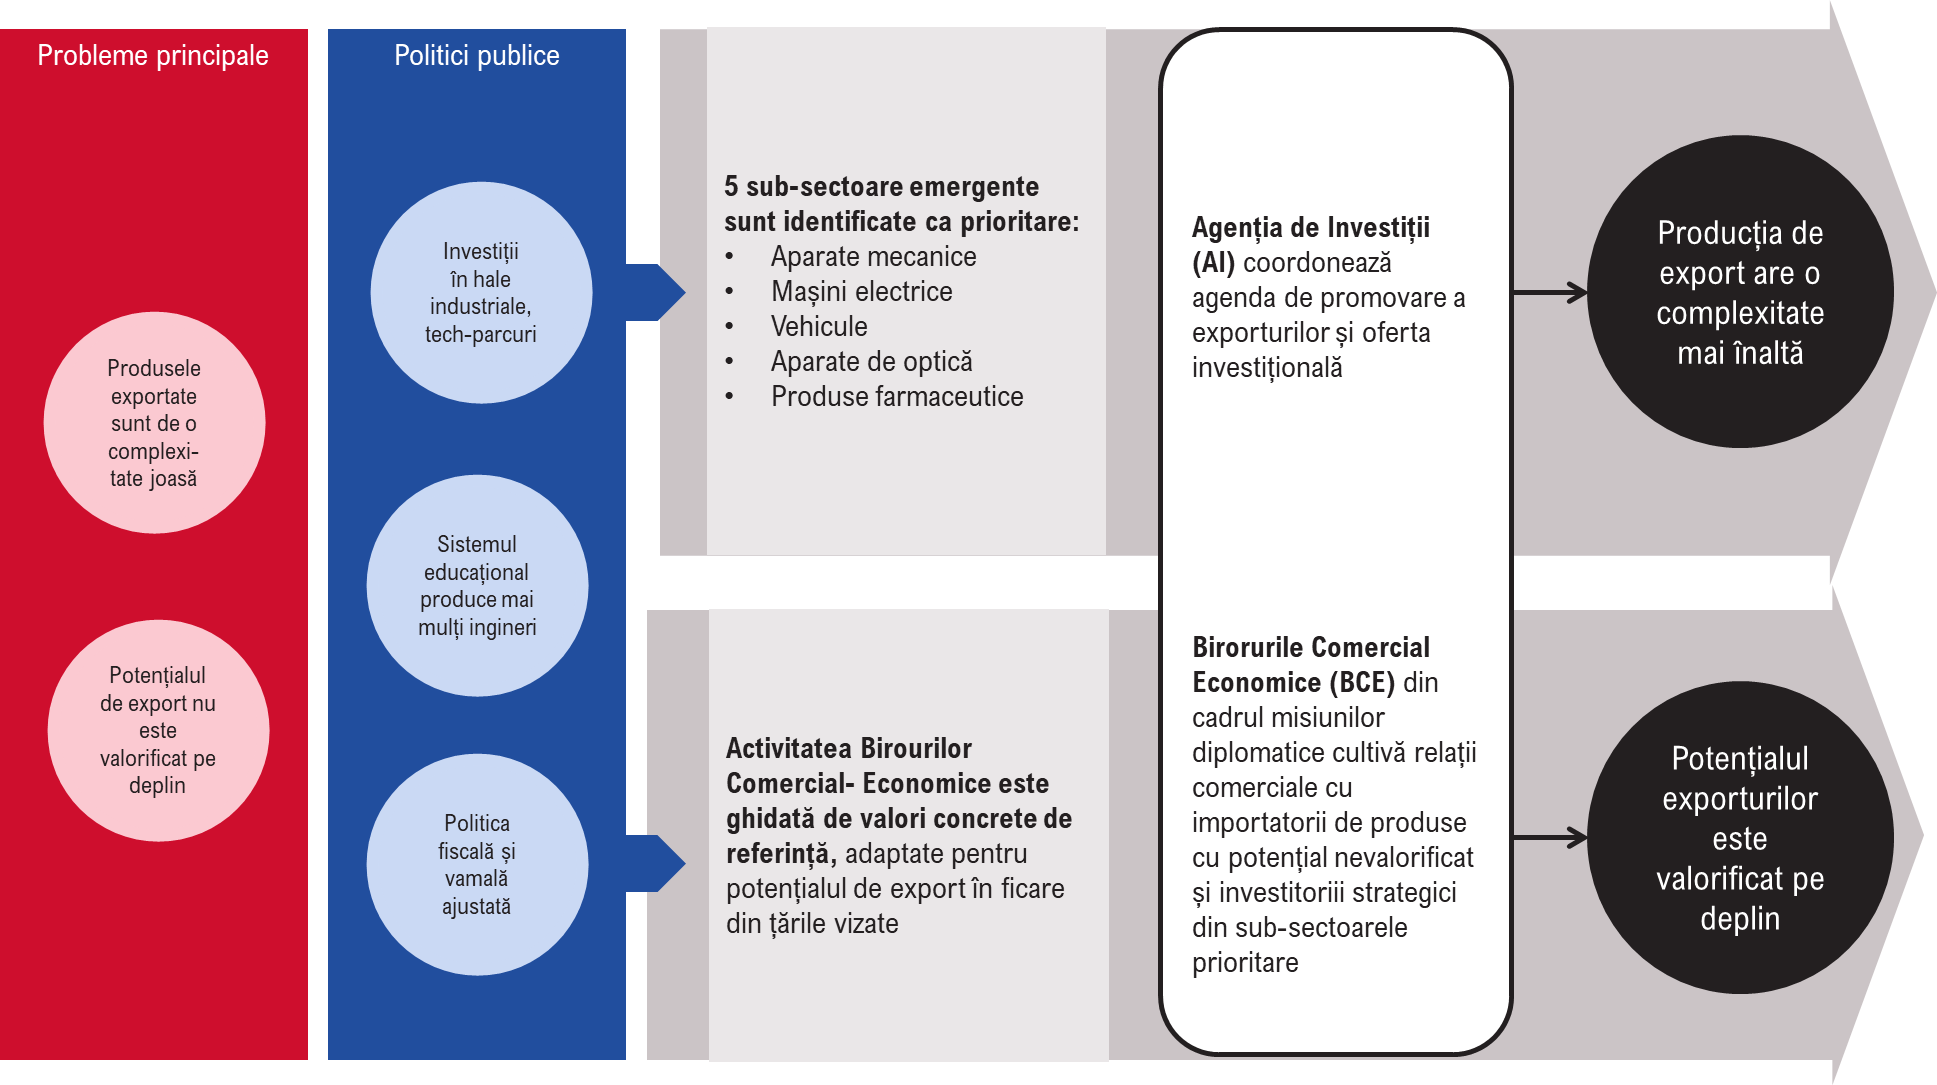 Probleme principale
Produsele
exportate
sunt de o
complexi-
tate joasă
Potențialul
de export nu
este
valorificat pe
deplin
Politici publice
Investiții
în hale
industriale,
tech-parcuri
Sistemul
educațional
produce mai
mulți ingineri
Politica
fiscală și
vamală
ajustată
5 sub-sectoare emergente
sunt identificate ca prioritare:
• Aparate mecanice
• Mașini electrice
• Vehicule
• Aparate de optică
• Produse farmaceutice
Activitatea Birourilor
Comercial- Economice este
ghidată de valori concrete de
referință, adaptate pentru
potențialul de export în ficare
din țările vizate
Agenția de Investiții
(AI) coordonează
agenda de promovare a
exporturilor și oferta
investițională
Birorurile Comercial
Economice (BCE) din
cadrul misiunilor
diplomatice cultivă relații
comerciale cu
importatorii de produse
cu potențial nevalorificat
și investitoriii strategici
din sub-sectoarele
prioritare
Producția de
export are o
complexitate
mai înaltă
Potențialul
exporturilor
este
valorificat pe
deplin